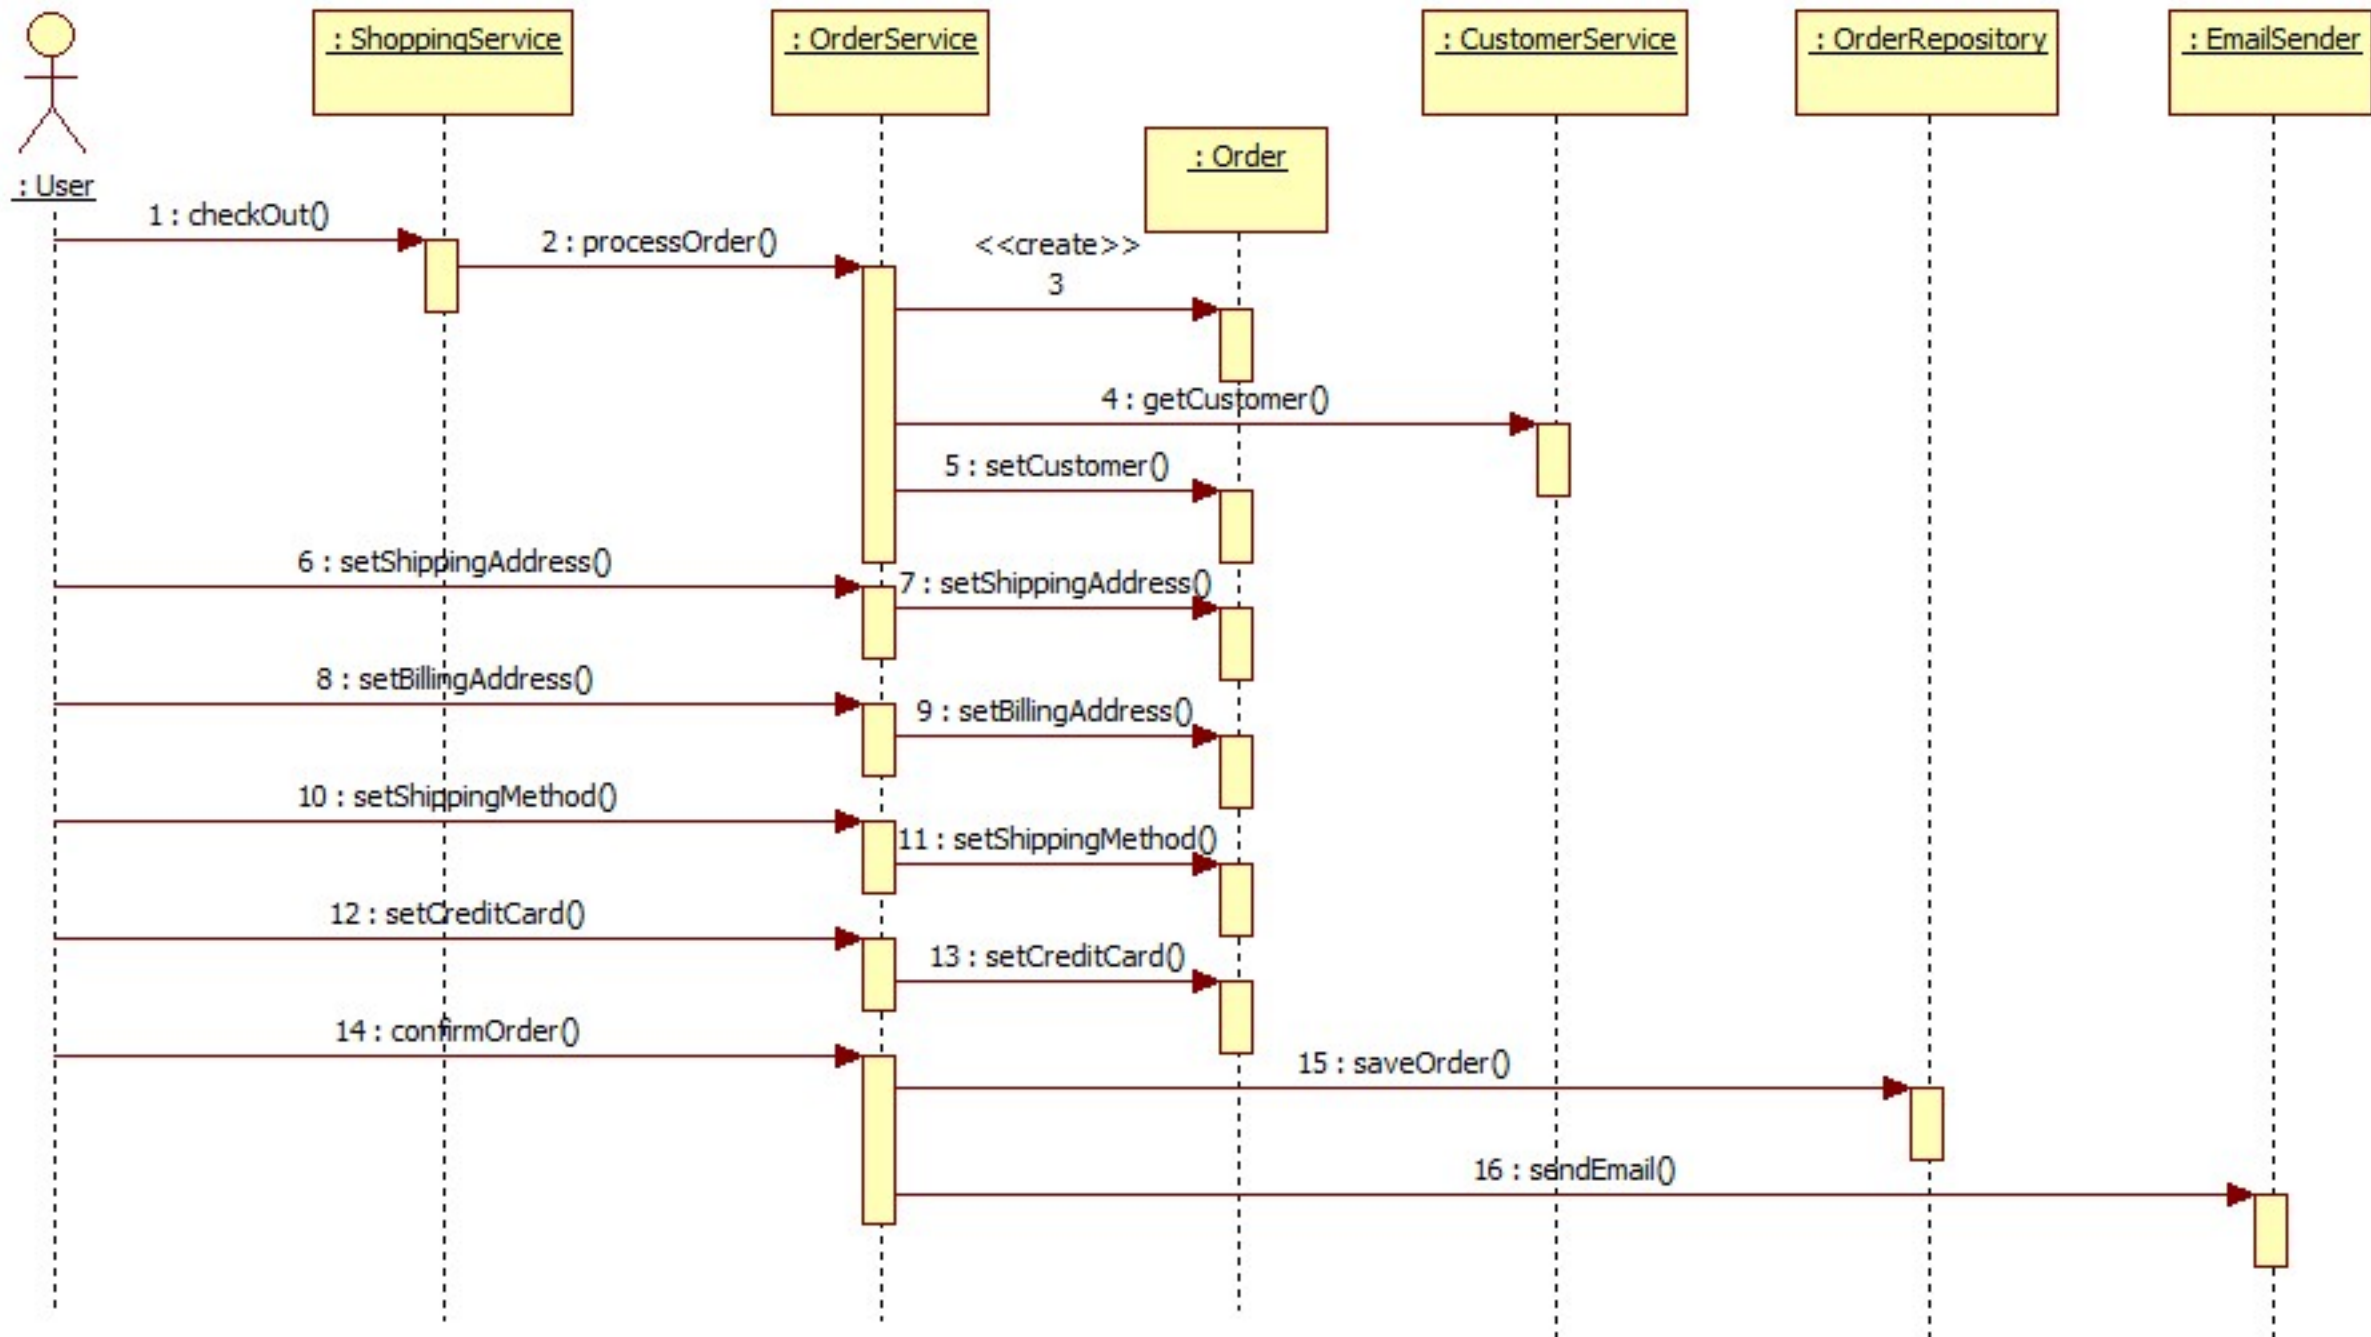 : ShoppingService
: OrderService
: CustomerService
: OrderRepository
: EmailSender
: Order
: User
1 : checkOut()
2 : processOrder()
<<create>>
3
4 : getCustomer()
5 : setCustomer()
6 : setShippingAddress()
7 : setShippingAddress()
8 : setBillingAddress()
9 : setBillingAddress()
10 : setShippingMethod()
11 : setShippingMethod()
12 : setCreditCard()
13 : setCreditCard()
14 : confirmOrder()
15 : saveOrder()
16 : sendEmail()